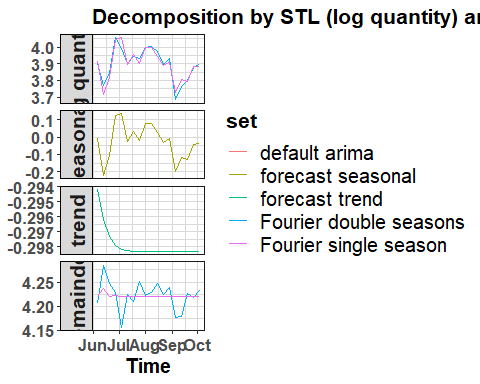 Decomposition by STL (log quantity) a
4.0
3.9
3.8
3.7
quant
0.1
0.0
-0.1
-0.2
easona
-0.294
-0.295
-0.296
-0.297
-0.298
trend
4.25
4.20
4.15
mainde
Jun Jul Aug Sep Oct
Time
set
default arima
forecast seasonal
forecast trend
Fourier double seasons
Fourier single season